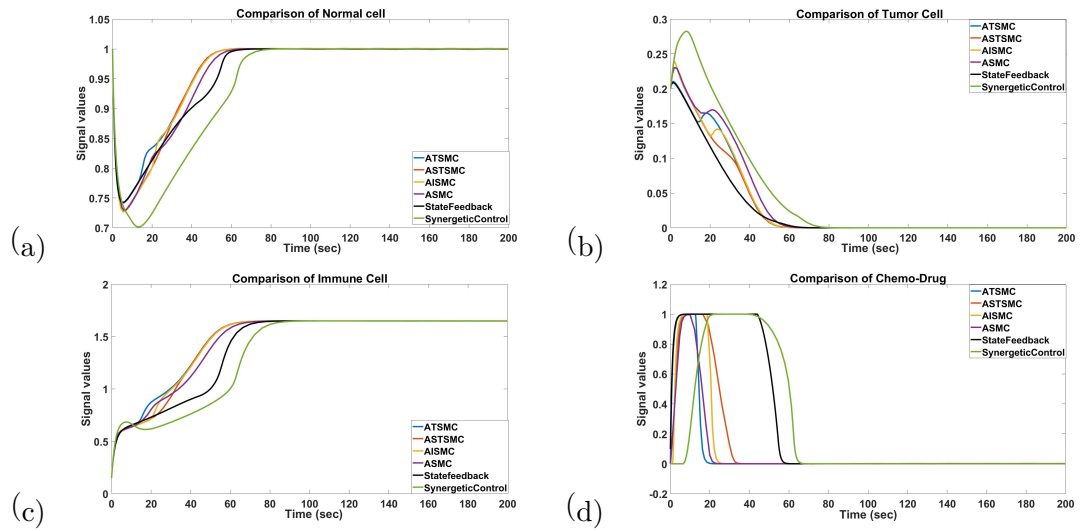 Comparison of Normal cell
1.05
1
0.95
0.9
0.85
0.8
0.75
0.7
Signal values
0 20 40 60 80 100 120 140 160 180 200
Time (sec)
ATSMC
ASTSMC
AISMC
ASMC
StateFeedback
SynergeticControl
(a)
Comparison of Tumor Cell
0.3
0.25
0.2
0.15
0.1
0.05
0
Signal values
0 20 40 60 80 100 120 140 160 180 200
Time (sec)
ATSMC
ASTSMC
AISMC
ASMC
StateFeedback
SynergeticControl
(b)
Comparison of Immune Cell
2
1.5
1
0.5
0
Signal values
0 20 40 60 80 100 120 140 160 180 200
Time (sec)
ATSMC
ASTSMC
AISMC
ASMC
Statefeedback
SynergeticControl
(c)
Comparison of Chemo-Drug
1.2
1
0.8
0.6
0.4
0.2
0
-0.2
Signal values
0 20 40 60 80 100 120 140 160 180 200
Time (sec)
ATSMC
ASTSMC
AISMC
ASMC
StateFeedback
SynergeticControl
(d)